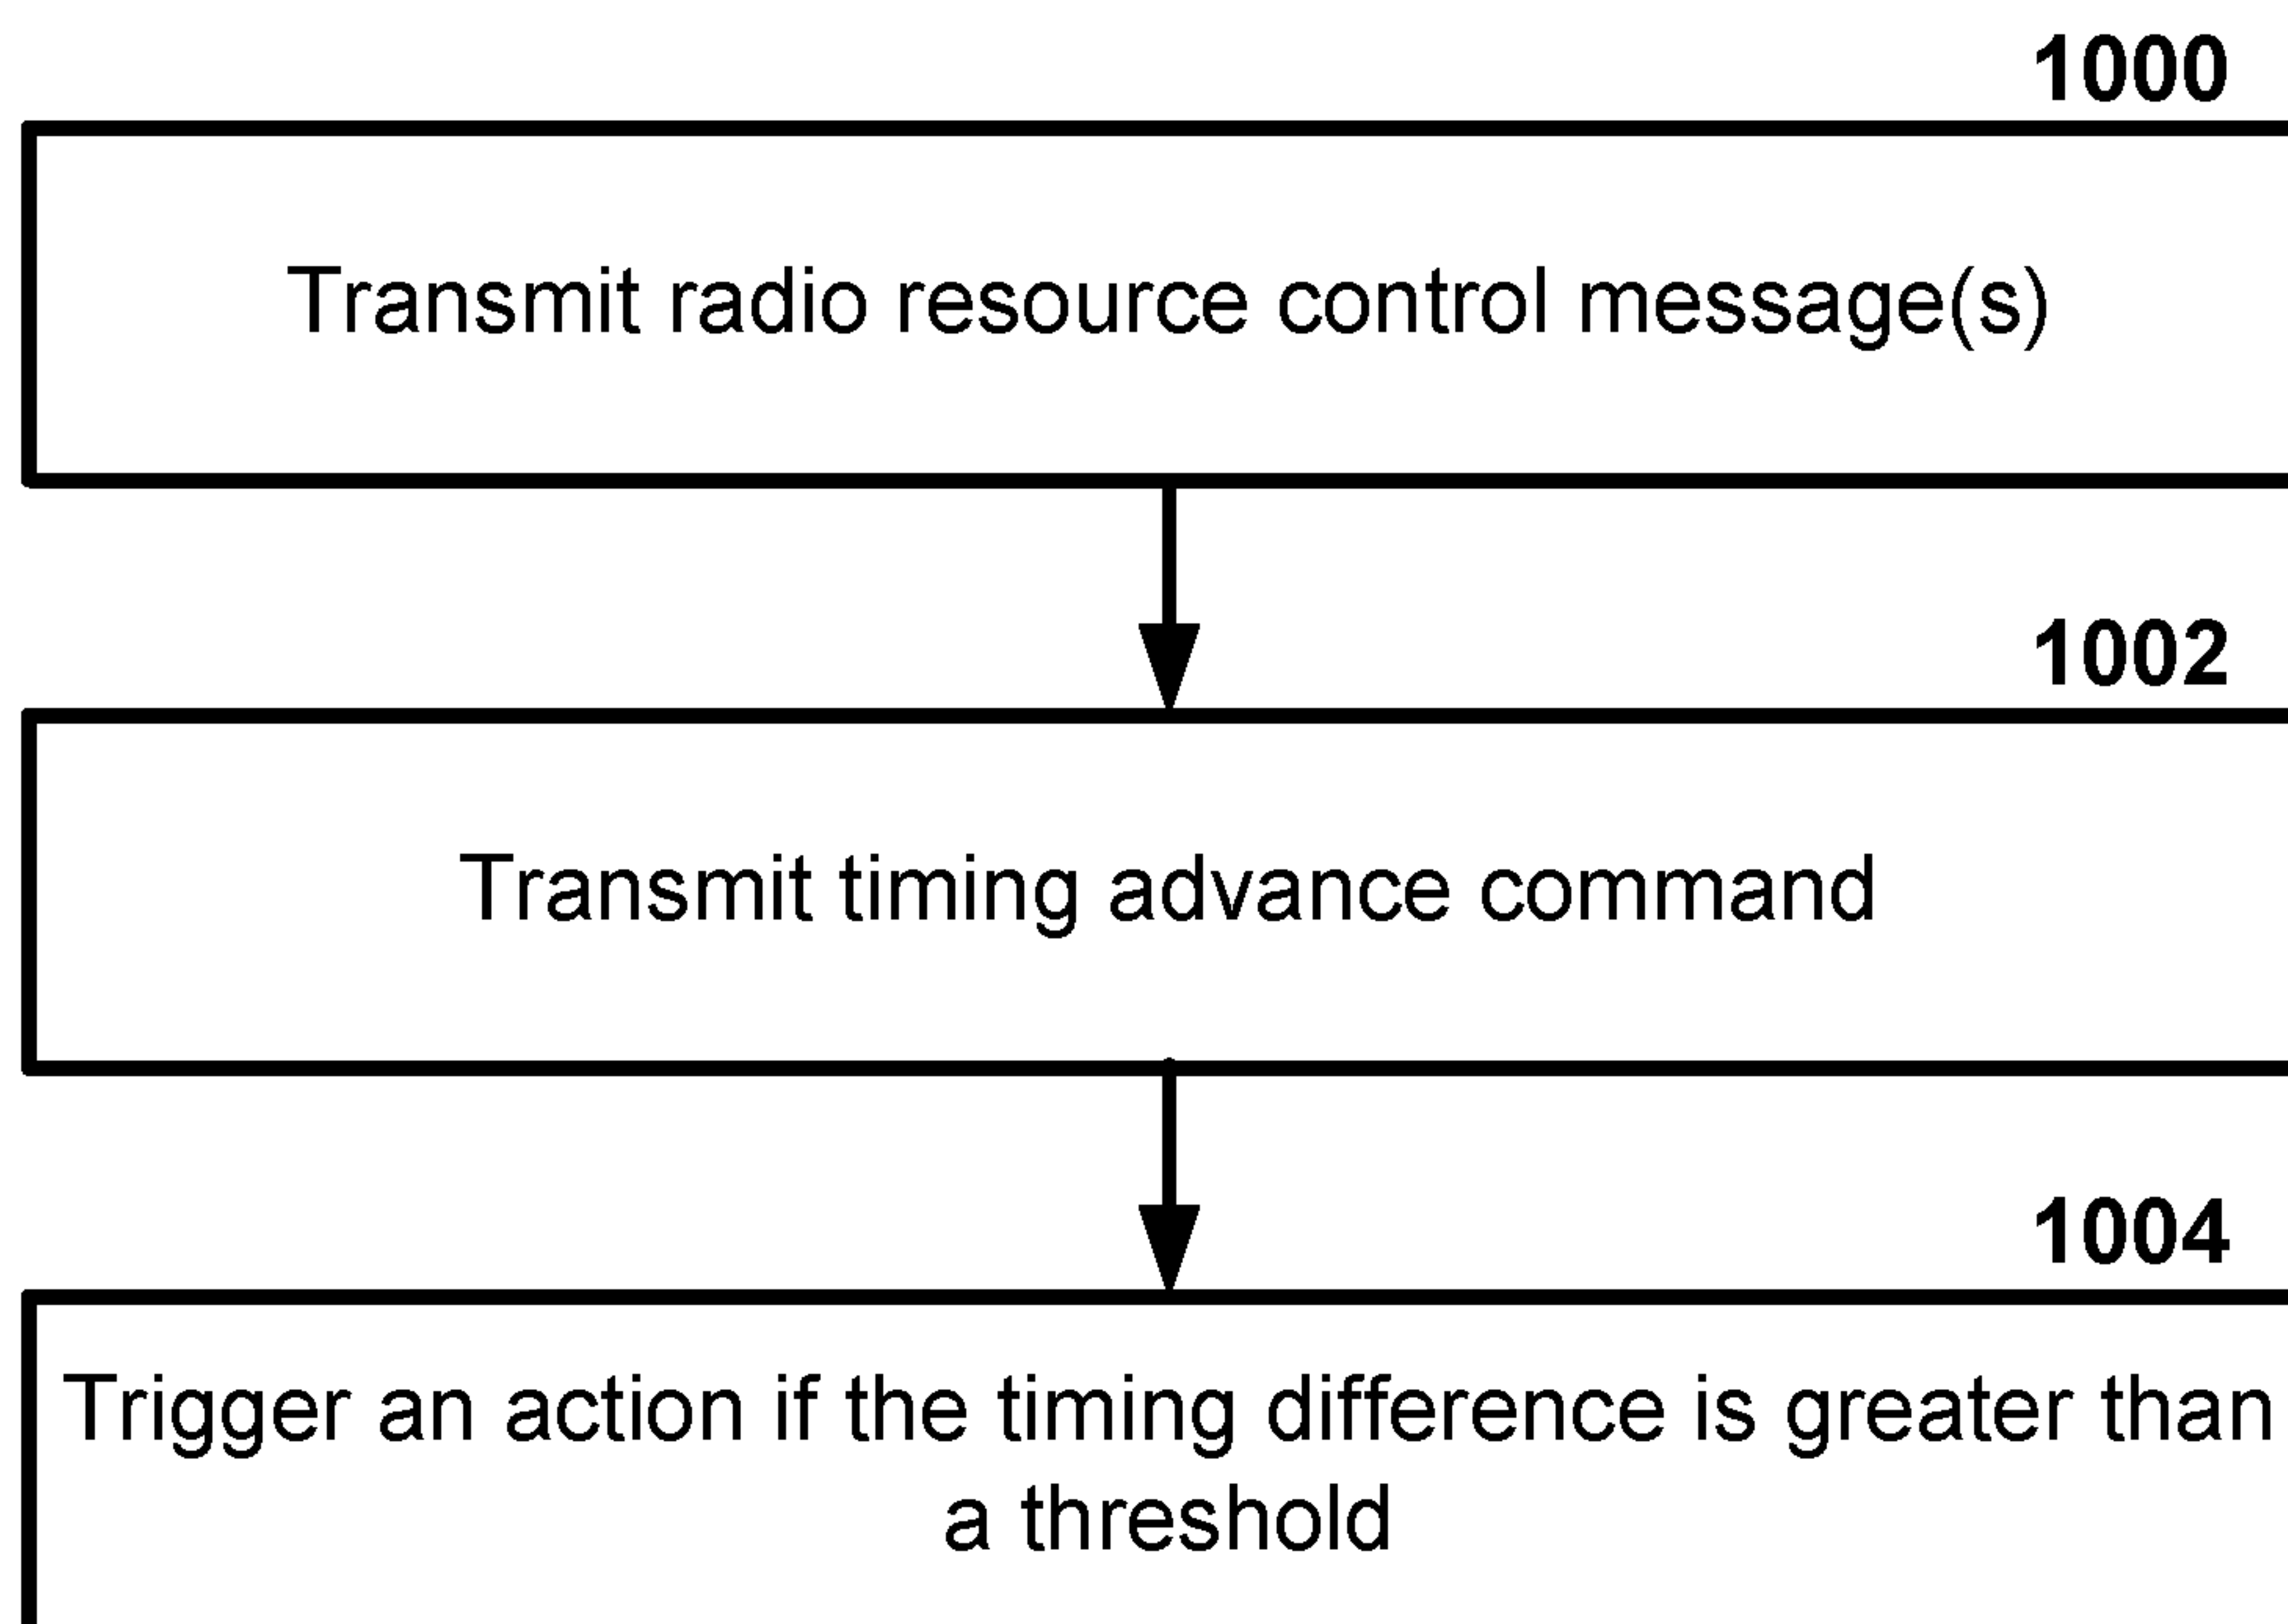 1000
Transmit radio resource control message(s)
1002
Transmit timing advance command
1004
Trigger an action if the timing difference is greater than
a threshold